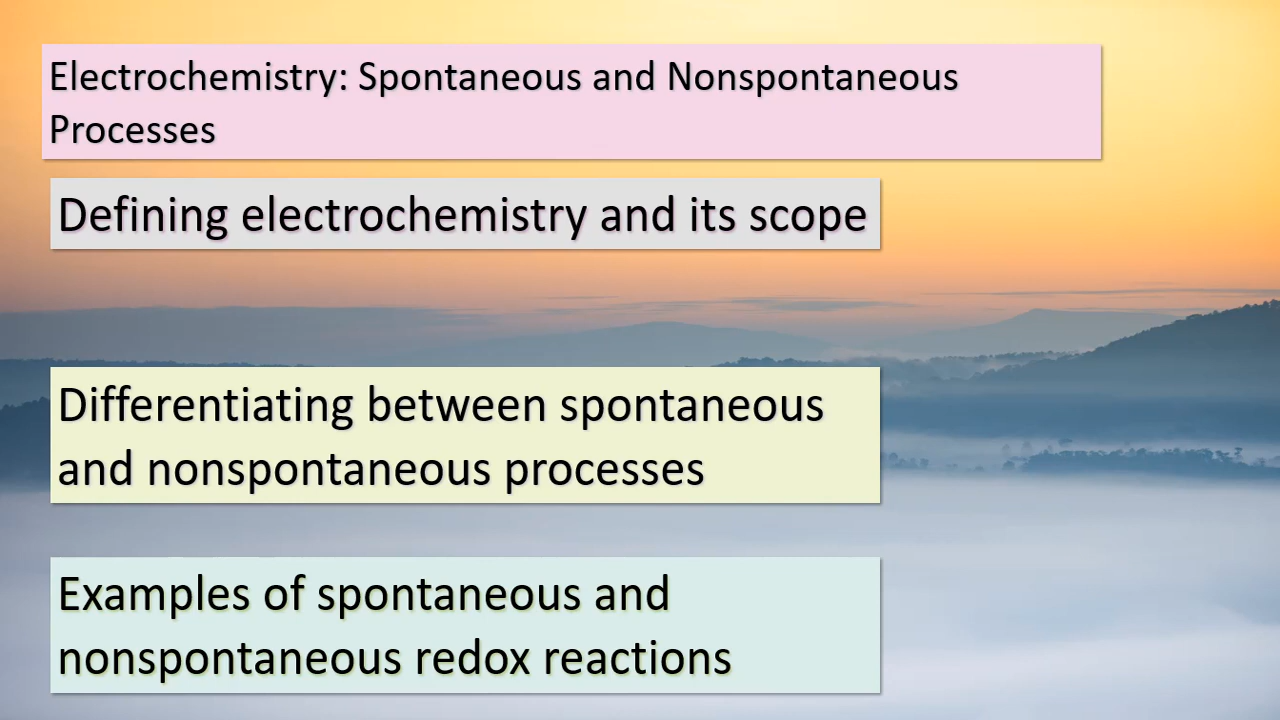 Electrochemistry: Spontaneous and Nonspontaneous
Processes
Defining electrochemistry and its scope
Differentiating between spontaneous
and nonspontaneous processes
Examples of spontaneous and
nonspontaneous redox reactions